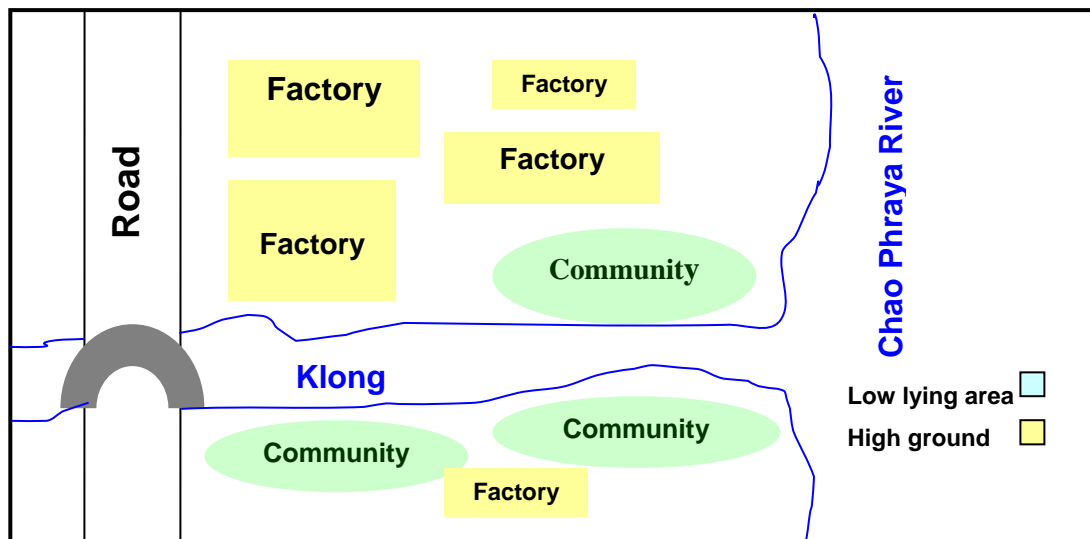 Factory
Factory
Factory
Road
Factory
Community
Chao Phraya River
Klong
Low lying area
High ground
Community
Community
Factory